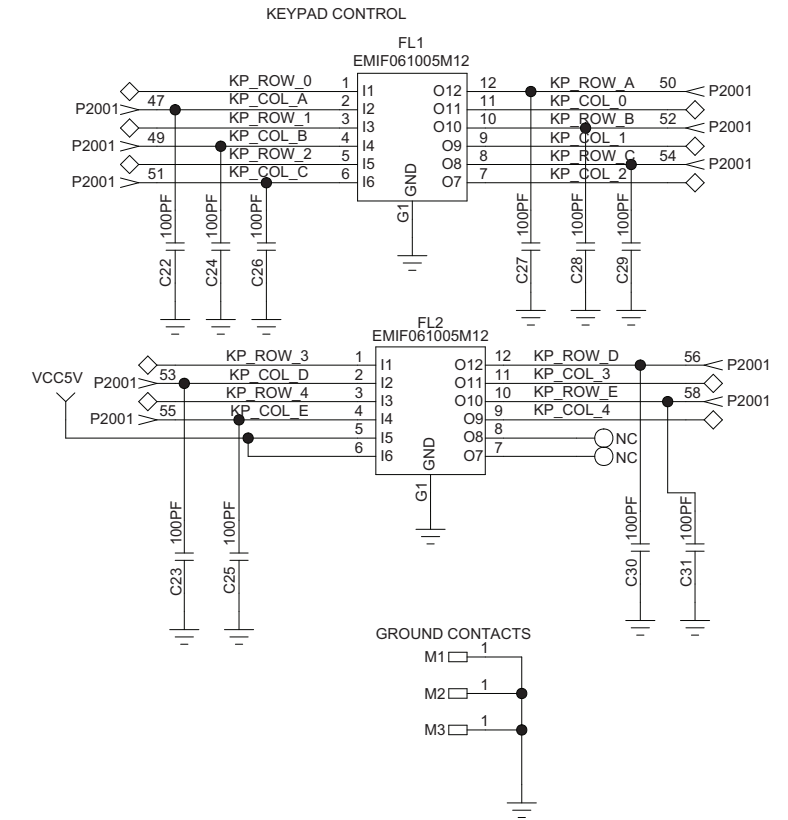 KEYPAD CONTROL
FL1
EMIF061005M12
KP_ROW_0 1 I1 O12 12 KP_ROW_A 50 P2001
P2001 47 KP_COL_A 2 I2 O11 11 KP_COL_0
KP_ROW_1 3 I3 O10 10 KP_ROW_B 52 P2001
P2001 49 KP_COL_B 4 I4 O9 9 KP_COL_1
KP_ROW_2 5 I5 O8 8 KP_ROW_C 54 P2001
P2001 51 KP_COL_C 6 I6 O7 7 KP_COL_2
GND
G1
100PF 100PF 100PF 100PF 100PF 100PF
C22 C24 C26 C27 C28 C29
FL2
EMIF061005M12
KP_ROW_3 1 I1 O12 12 KP_ROW_D 56 P2001
VCC5V P2001 53 KP_COL_D 2 I2 O11 11 KP_COL_3
KP_ROW_4 3 I3 O10 10 KP_ROW_E 58 P2001
P2001 55 KP_COL_E 4 I4 O9 9 KP_COL_4
5 I5 O8 8 NC
6 I6 O7 7 NC
GND
G1
100PF 100PF 100PF 100PF
C23 C25 C30 C31
GROUND CONTACTS
M1 1
M2 1
M3 1